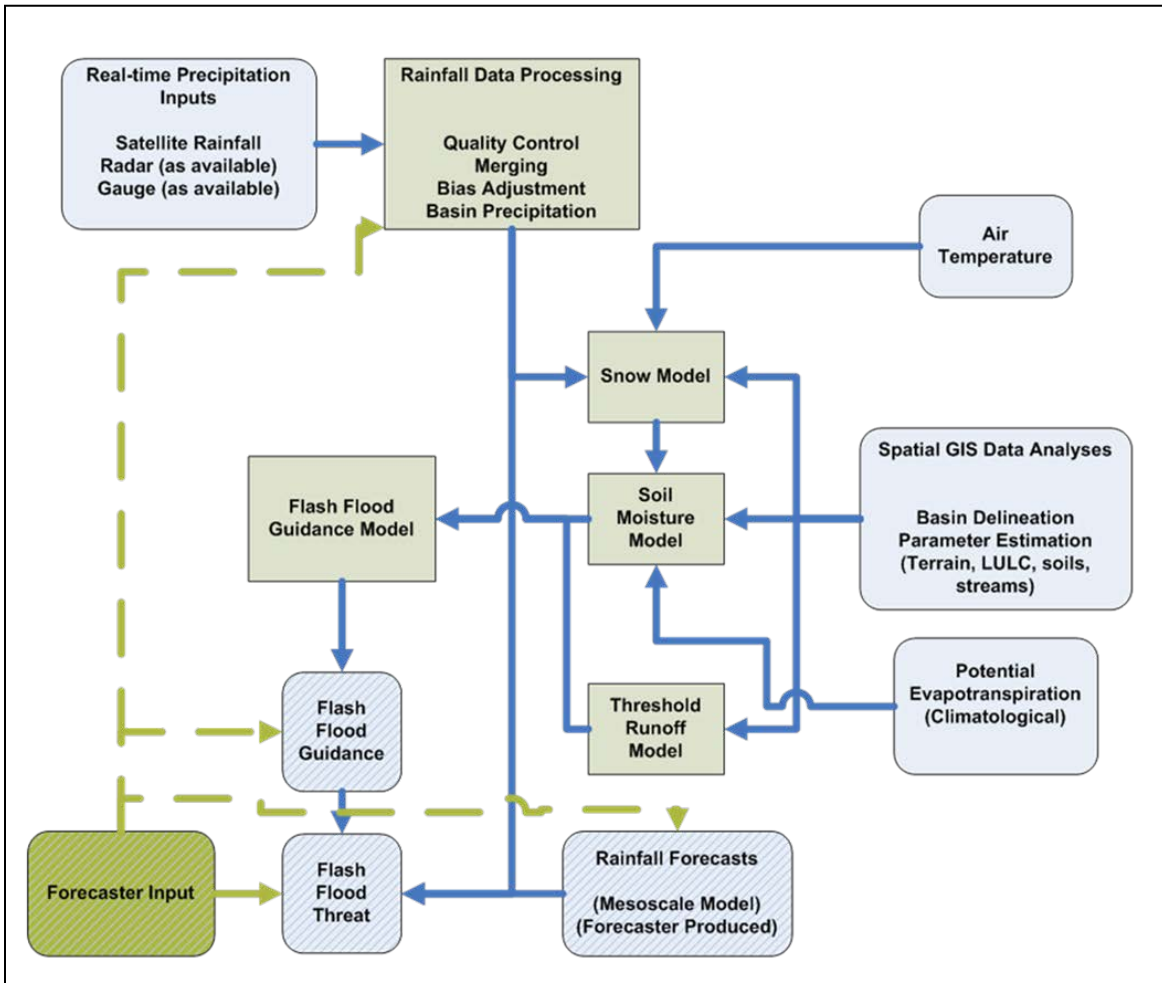 Real-time Precipitation
Inputs
Satellite Rainfall
Radar (as available)
Gauge (as available)
Rainfall Data Processing
Quality Control
Merging
Bias Adjustment
Basin Precipitation
Air
Temperature
Snow Model
Spatial GIS Data Analyses
Basin Delineation
Parameter Estimation
(Terrain, LULC, soils,
streams)
Flash Flood
Guidance Model
Soil
Moisture
Model
Potential
Evapotranspiration
(Climatological)
Flash
Flood
Guidance
Threshold
Runoff
Model
Forecaster Input
Flash
Flood
Threat
Rainfall Forecasts
(Mesoscale Model)
(Forecaster Produced)